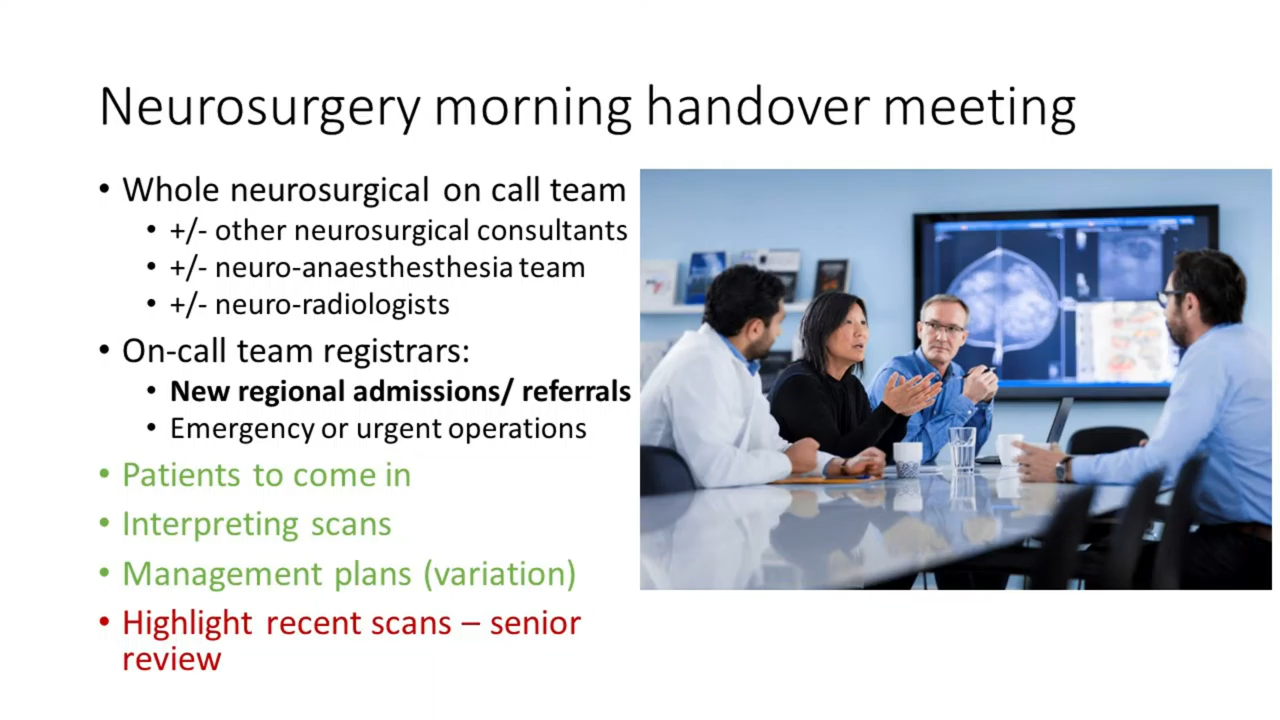 Neurosurgery morning handover meeting
• Whole neurosurgical on call team
• +/- other neurosurgical consultants
• +/- neuro-anaesthesthesia team
• +/- neuro-radiologists
• On-call team registrars:
• New regional admissions/ referrals
• Emergency or urgent operations
• Patients to come in
• Interpreting scans
• Management plans (variation)
• Highlight recent scans – senior
review